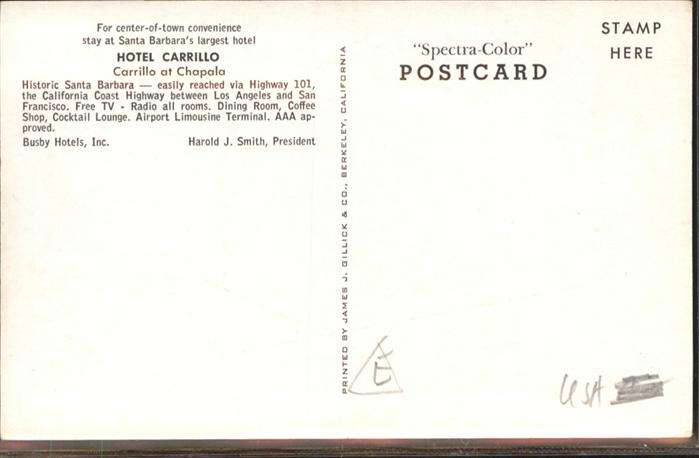 For center-of-town convenience
stay at Santa Barbara's largest hotel
HOTEL CARRILLO
Carrillo at Chapala
Historic Santa Barbara — easily reached via Highway 101,
the California Coast Highway between Los Angeles and San
Francisco. Free TV - Radio all rooms. Dining Room, Coffee
Shop, Cocktail Lounge. Airport Limousine Terminal. AAA ap-
proved.
Busby Hotels, Inc. Harold J. Smith, President
PRINTED BY JAMES J. GILLICK & CO., BERKELEY, CALIFORNIA
"Spectra-Color"
POSTCARD
STAMP
HERE
E
USA